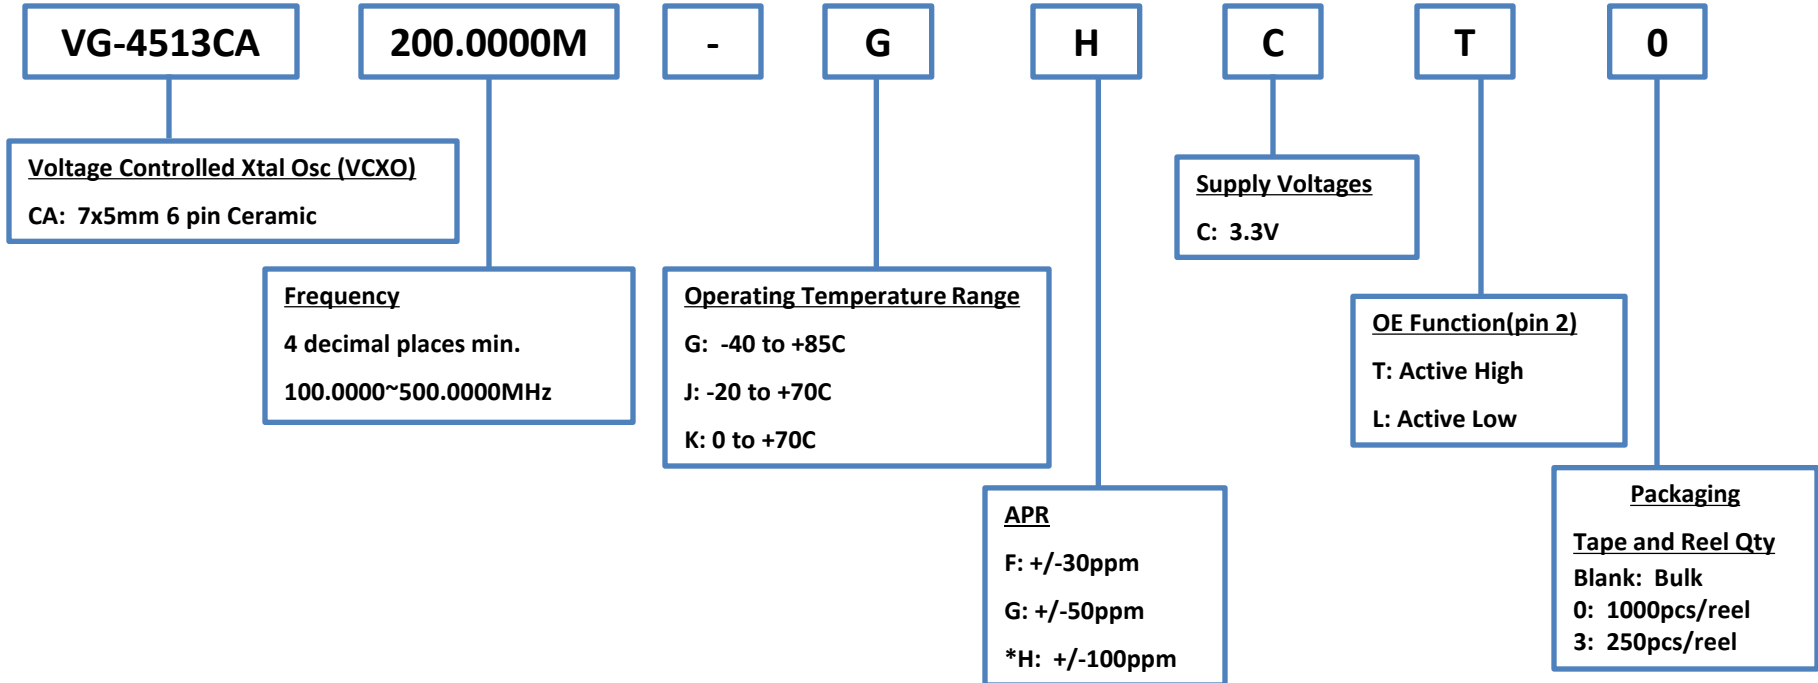 VG-4513CA 200.0000M - G H C T 0
Voltage Controlled Xtal Osc (VCXO)
CA: 7x5mm 6 pin Ceramic
Frequency
4 decimal places min.
100.0000~500.0000MHz
Operating Temperature Range
G: -40 to +85C
J: -20 to +70C
K: 0 to +70C
APR
F: +/-30ppm
G: +/-50ppm
*H: +/-100ppm
Supply Voltages
C: 3.3V
OE Function(pin 2)
T: Active High
L: Active Low
Packaging
Tape and Reel Qty
Blank: Bulk
0: 1000pcs/reel
3: 250pcs/reel